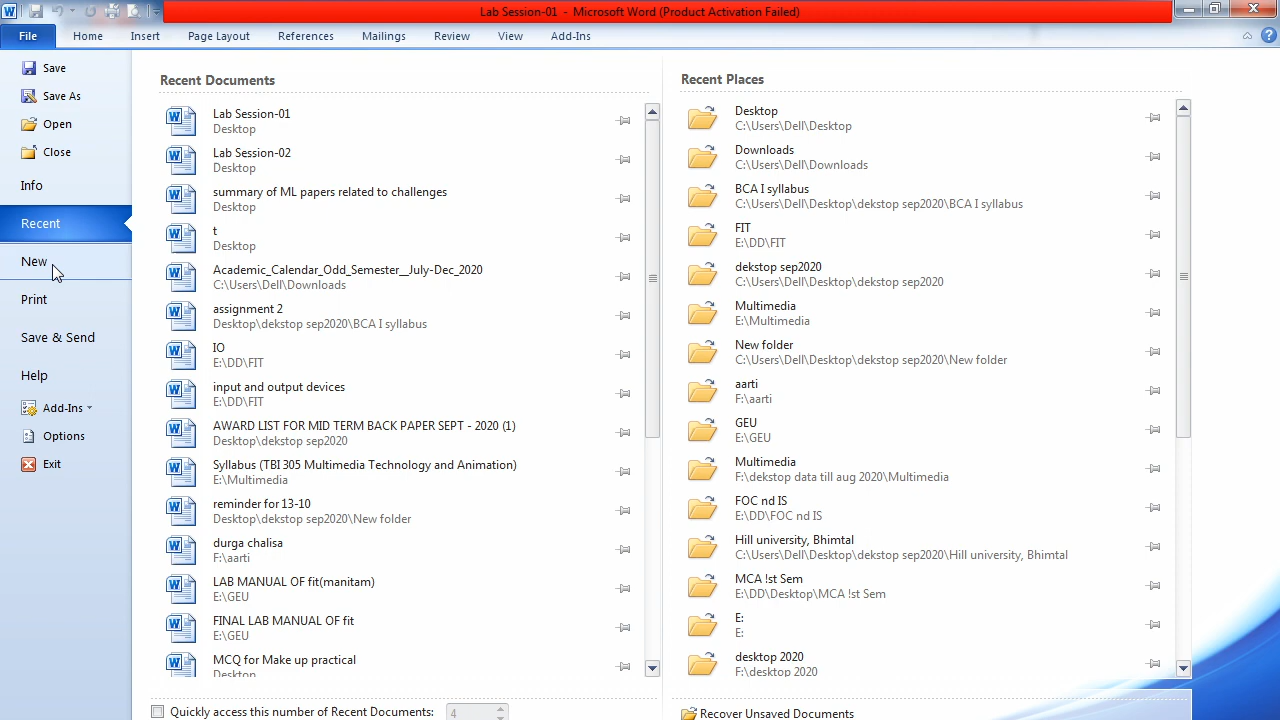 Lab Session-01 - Microsoft Word (Product Activation Failed)
File Home Insert Page Layout References Mailings Review View Add-Ins
Save
Save As
Open
Close
Info
Recent
New
Print
Save & Send
Help
Add-Ins
Options
Exit
Recent Documents
Lab Session-01
Desktop
Lab Session-02
Desktop
summary of ML papers related to challenges
Desktop
t
Desktop
Academic_Calendar_Odd_Semester__July-Dec_2020
C:\Users\Dell\Downloads
assignment 2
Desktop\dekstop sep2020\BCA I syllabus
IO
E:\DD\FIT
input and output devices
E:\DD\FIT
AWARD LIST FOR MID TERM BACK PAPER SEPT - 2020 (1)
Desktop\dekstop sep2020
Syllabus (TBI 305 Multimedia Technology and Animation)
E:\Multimedia
reminder for 13-10
Desktop\dekstop sep2020\New folder
durga chalisa
F:\aarti
LAB MANUAL OF fit(manitam)
E:\GEU
FINAL LAB MANUAL OF fit
E:\GEU
MCQ for Make up practical
Desktop
Quickly access this number of Recent Documents: 4
Recent Places
Desktop
C:\Users\Dell\Desktop
Downloads
C:\Users\Dell\Downloads
BCA I syllabus
C:\Users\Dell\Desktop\dekstop sep2020\BCA I syllabus
FIT
E:\DD\FIT
dekstop sep2020
C:\Users\Dell\Desktop\dekstop sep2020
Multimedia
E:\Multimedia
New folder
C:\Users\Dell\Desktop\dekstop sep2020\New folder
aarti
F:\aarti
GEU
E:\GEU
Multimedia
F:\dekstop data till aug 2020\Multimedia
FOC nd IS
E:\DD\FOC nd IS
Hill university, Bhimtal
C:\Users\Dell\Desktop\dekstop sep2020\Hill university, Bhimtal
MCA !st Sem
E:\DD\Desktop\MCA !st Sem
E:
E:
desktop 2020
F:\desktop 2020
Recover Unsaved Documents